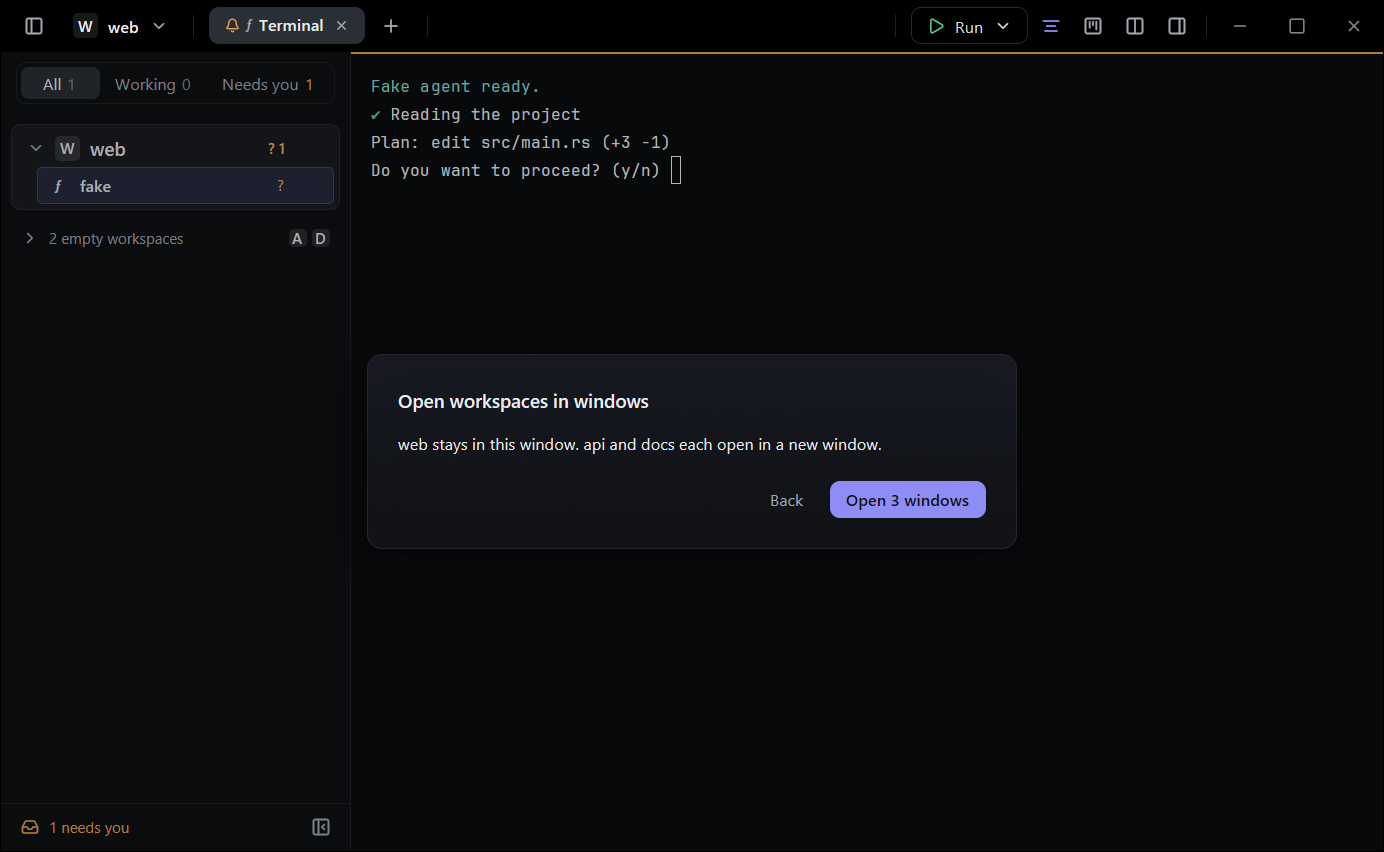 W web
ƒ Terminal
Run
All 1 Working 0 Needs you 1
W web ? 1
ƒ fake ?
2 empty workspaces A D
Fake agent ready.
✔ Reading the project
Plan: edit src/main.rs (+3 -1)
Do you want to proceed? (y/n)
Open workspaces in windows
web stays in this window. api and docs each open in a new window.
Back Open 3 windows
1 needs you